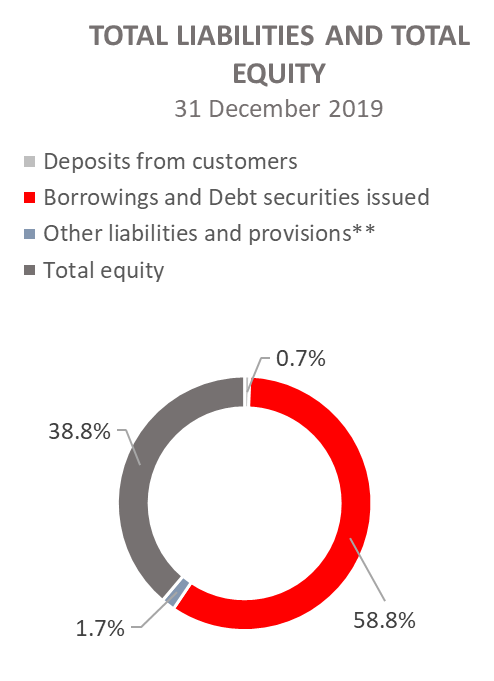 TOTAL LIABILITIES AND TOTAL
EQUITY
31 December 2019
Deposits from customers
Borrowings and Debt securities issued
Other liabilities and provisions**
Total equity
0.7%
38.8%
58.8%
1.7%